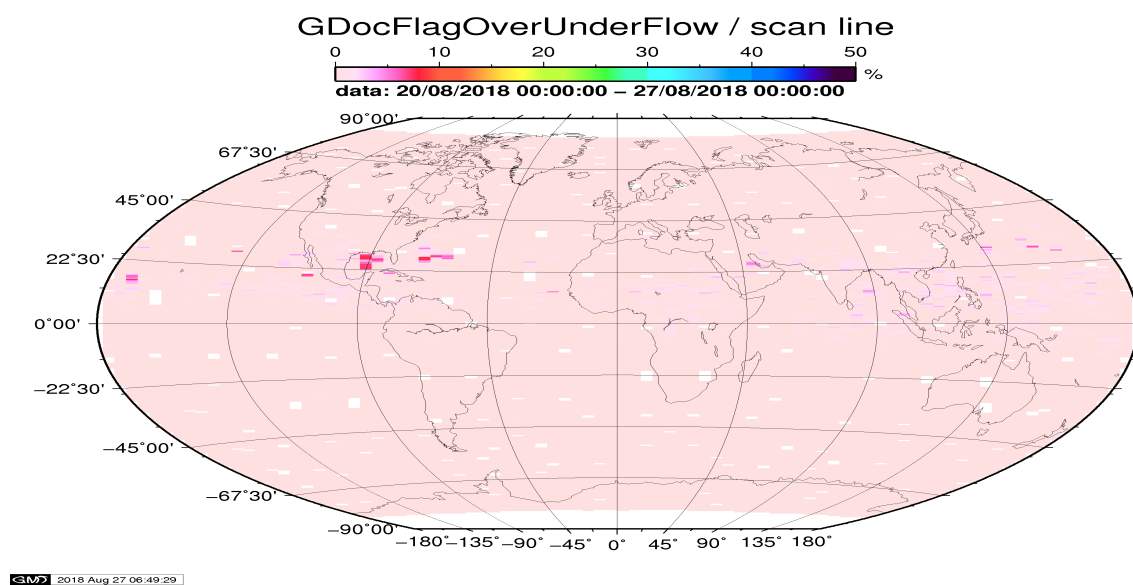 GDocFlagOverUnderFlow / scan line
0 10 20 30 40 50
%
data: 20/08/2018 00:00:00 − 27/08/2018 00:00:00
90°00'
67°30'
45°00'
22°30'
0°00'
−22°30'
−45°00'
−67°30'
−90°00'
−180° −135° −90° −45° 0° 45° 90° 135° 180°
GMD 2018 Aug 27 06:49:29